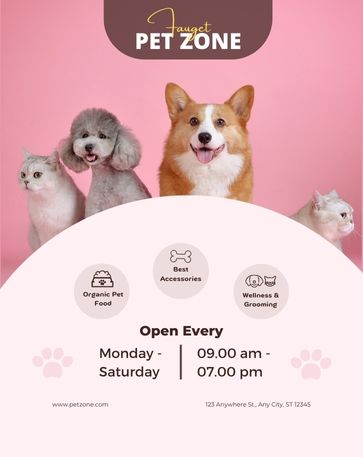 Fauget
PET ZONE
Best
Accessories
Organic Pet
Food
Wellness &
Grooming
Open Every
Monday -
Saturday
09.00 am -
07.00 pm
www.petzone.com
123 Anywhere St., Any City, ST 12345